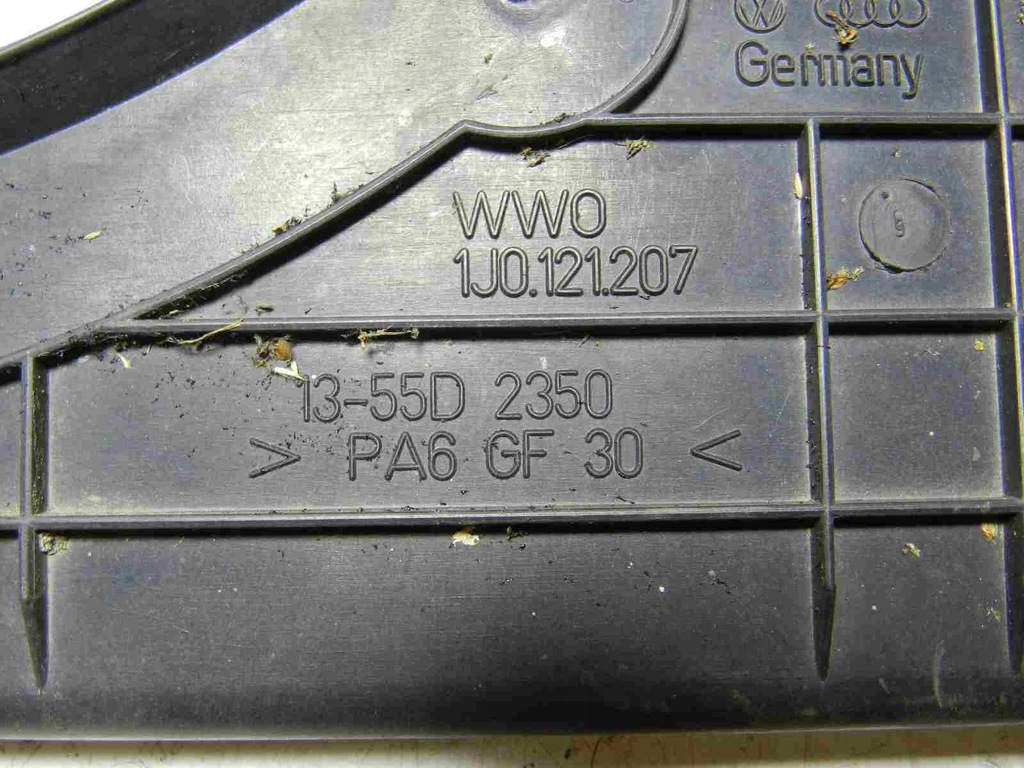 Germany
WWO
1J0.121.207
13-55D 2350
> PA6 GF 30 <